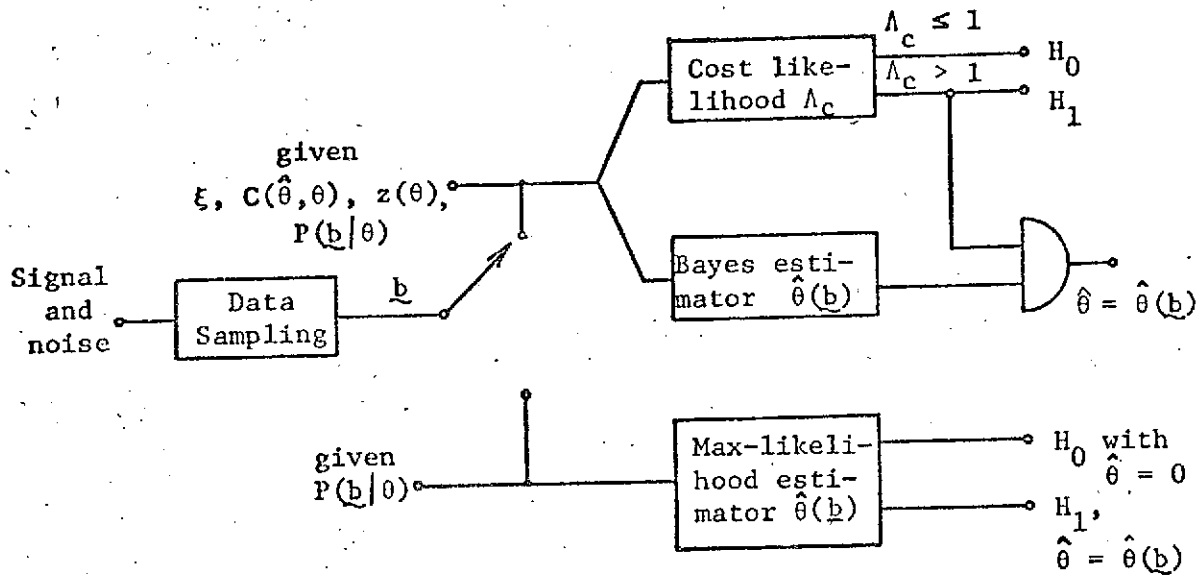 Λc ≤ 1
H0
Cost like-
lihood Λc
Λc > 1
H1
given
ξ, C(θ̂,θ), z(θ),
P(b̰|θ)
Signal
and
noise
Data
Sampling
b̰
Bayes esti-
mator θ̂(b̰)
θ̂ = θ̂(b̰)
given
P(b̰|θ)
Max-likeli-
hood esti-
mator θ̂(b̰)
H0 with
θ̂ = 0
H1,
θ̂ = θ̂(b̰)